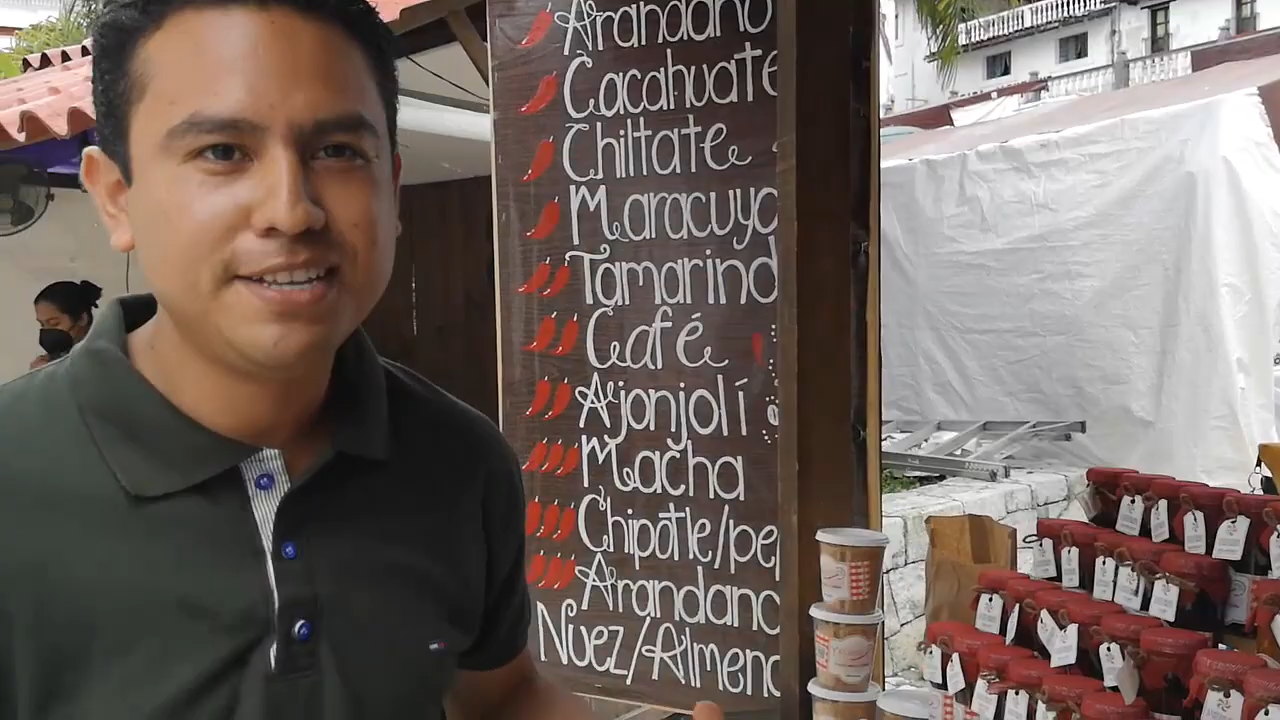 Arandano
Cacahuate
Chiltate
Maracuya
Tamarind
Café
Ajonjolí
Macha
Chipotle/pe
Arandano
Nuez/Almend